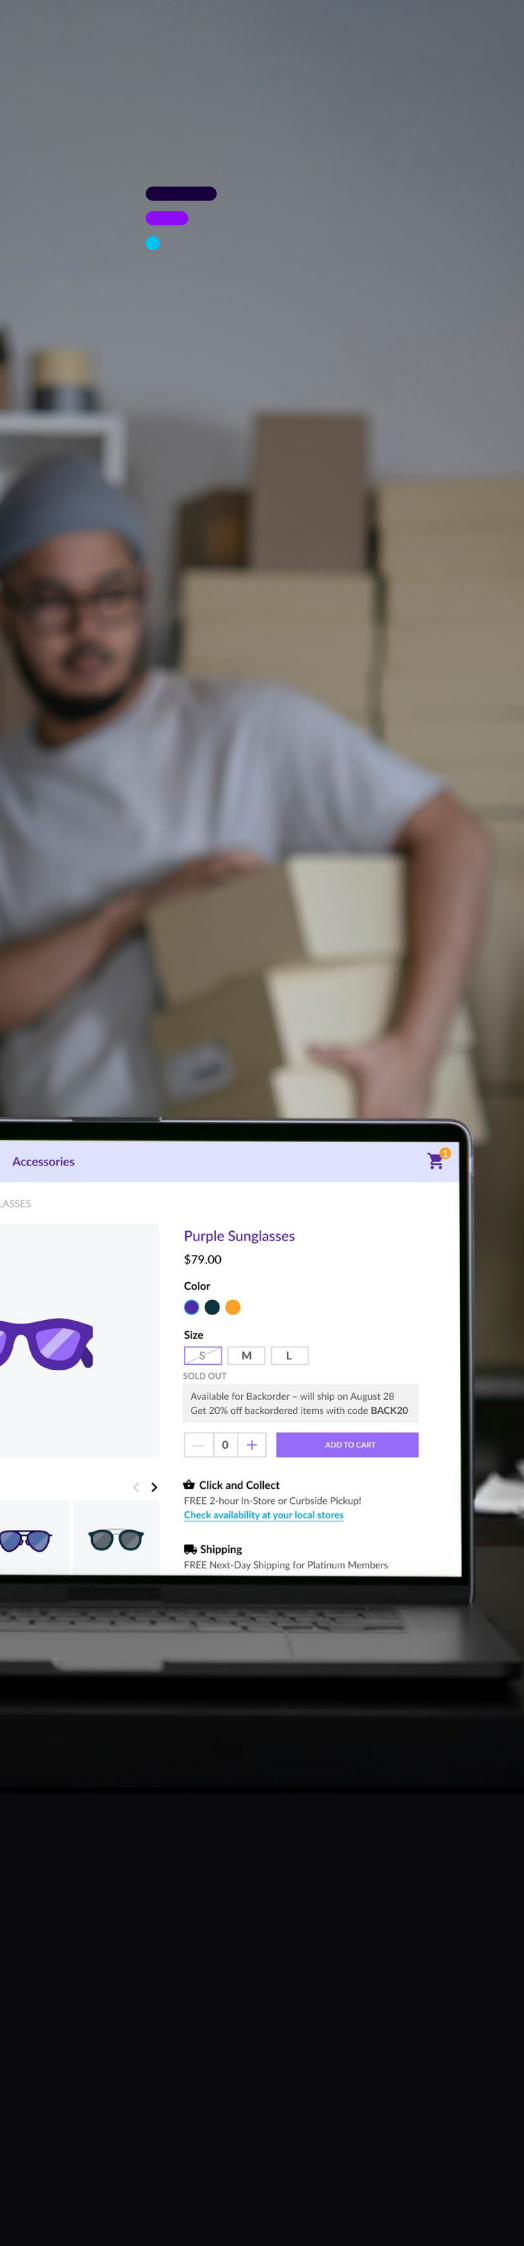 Accessories
1
LASSES
Purple Sunglasses
$79.00
Color
Size
S M L
SOLD OUT
Available for Backorder – will ship on August 28
Get 20% off backordered items with code BACK20
— 0 +
ADD TO CART
< >
Click and Collect
FREE 2-hour In-Store or Curbside Pickup!
Check availability at your local stores
Shipping
FREE Next-Day Shipping for Platinum Members